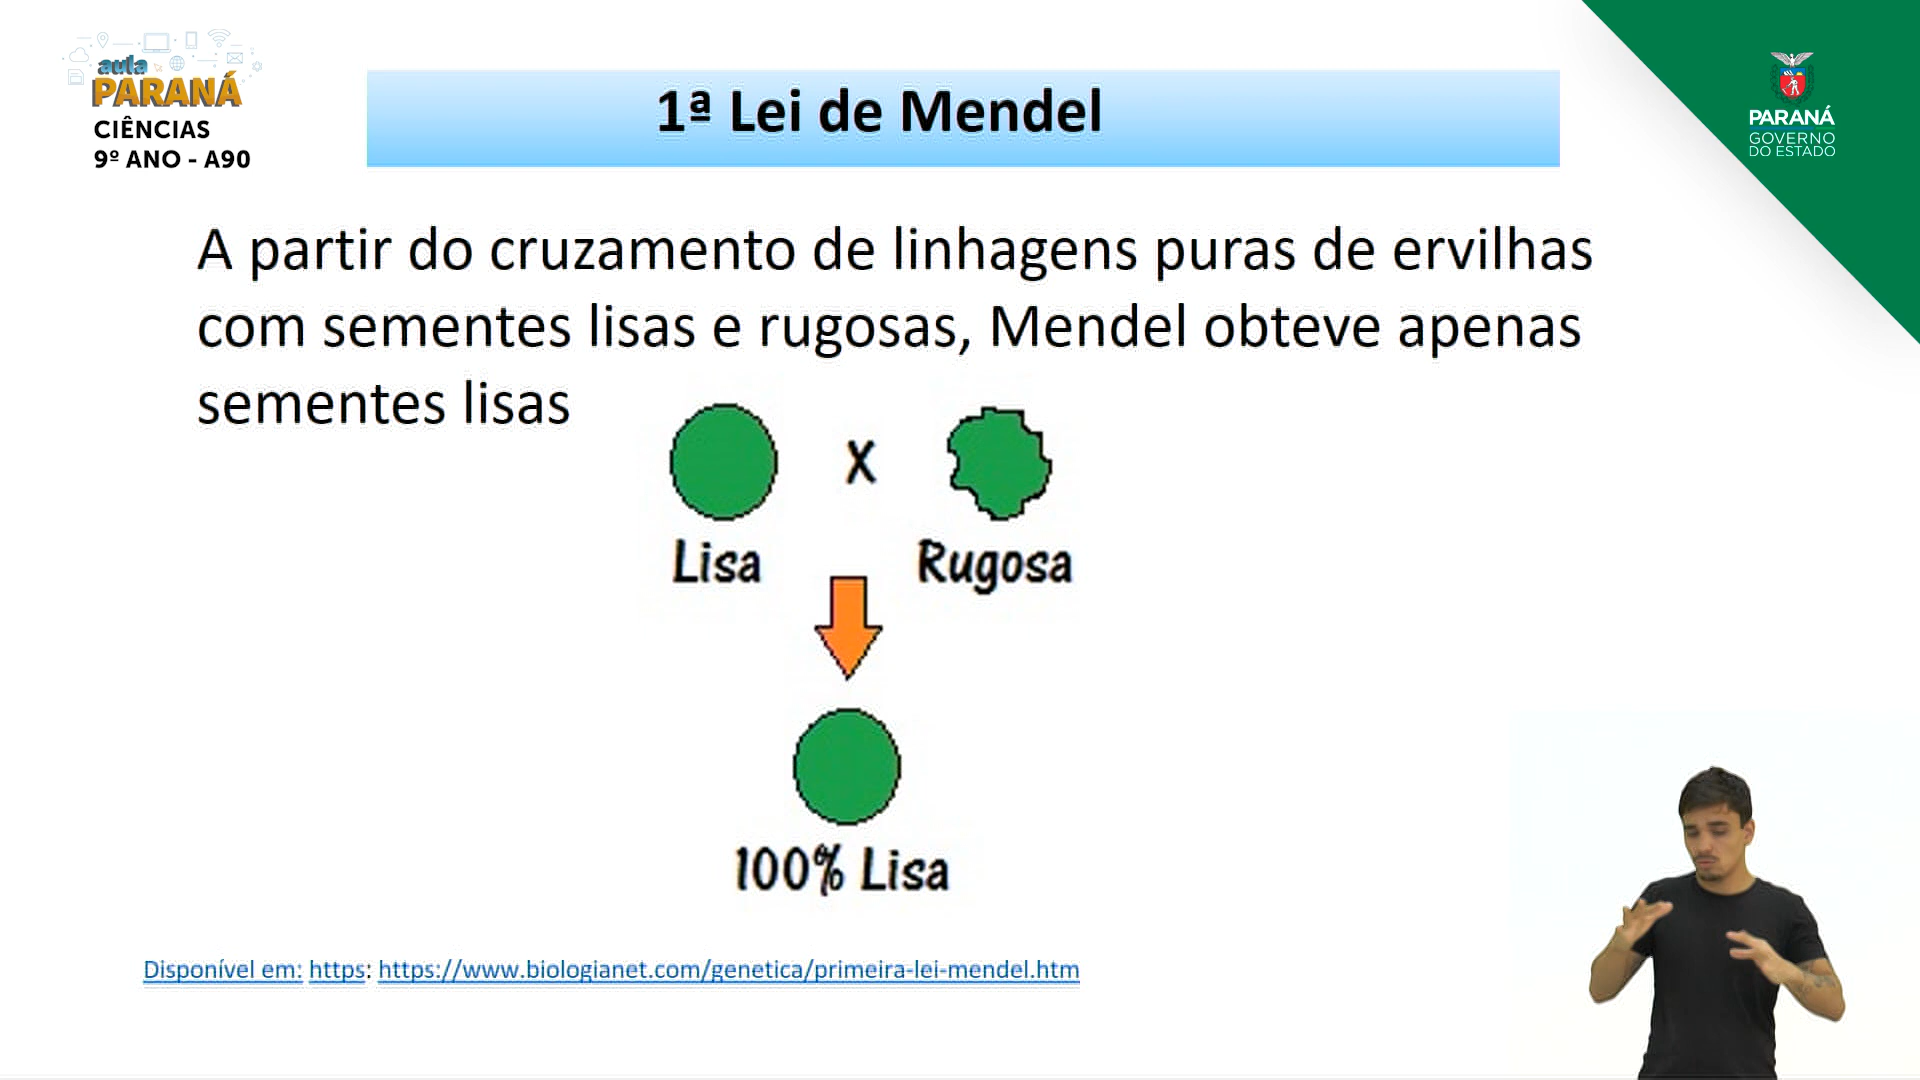 aula
PARANÁ
CIÊNCIAS
9º ANO - A90
1ª Lei de Mendel
PARANÁ
GOVERNO
DO ESTADO
A partir do cruzamento de linhagens puras de ervilhas
com sementes lisas e rugosas, Mendel obteve apenas
sementes lisas
X
Lisa
Rugosa
100% Lisa
Disponível em: https: https://www.biologianet.com/genetica/primeira-lei-mendel.htm